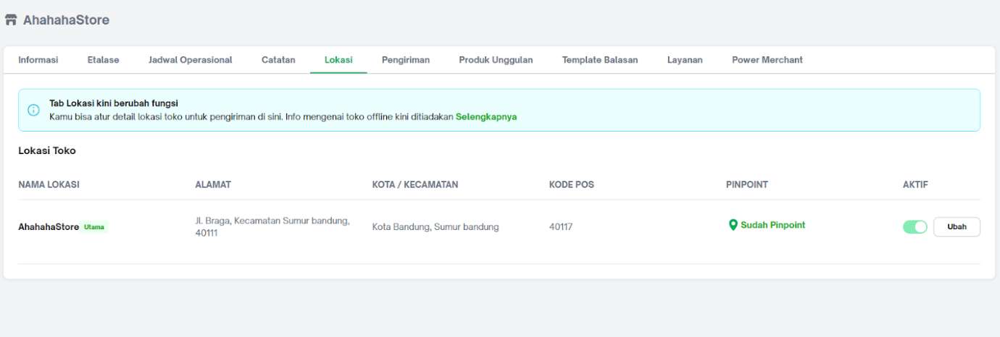 AhahahaStore
Informasi Etalase Jadwal Operasional Catatan Lokasi Pengiriman Produk Unggulan Template Balasan Layanan Power Merchant
Tab Lokasi kini berubah fungsi
Kamu bisa atur detail lokasi toko untuk pengiriman di sini. Info mengenai toko offline kini ditiadakan Selengkapnya
Lokasi Toko
NAMA LOKASI ALAMAT KOTA / KECAMATAN KODE POS PINPOINT AKTIF
AhahahaStore Utama
Jl. Braga, Kecamatan Sumur bandung,
40111
Kota Bandung, Sumur bandung
40117
Sudah Pinpoint
Ubah